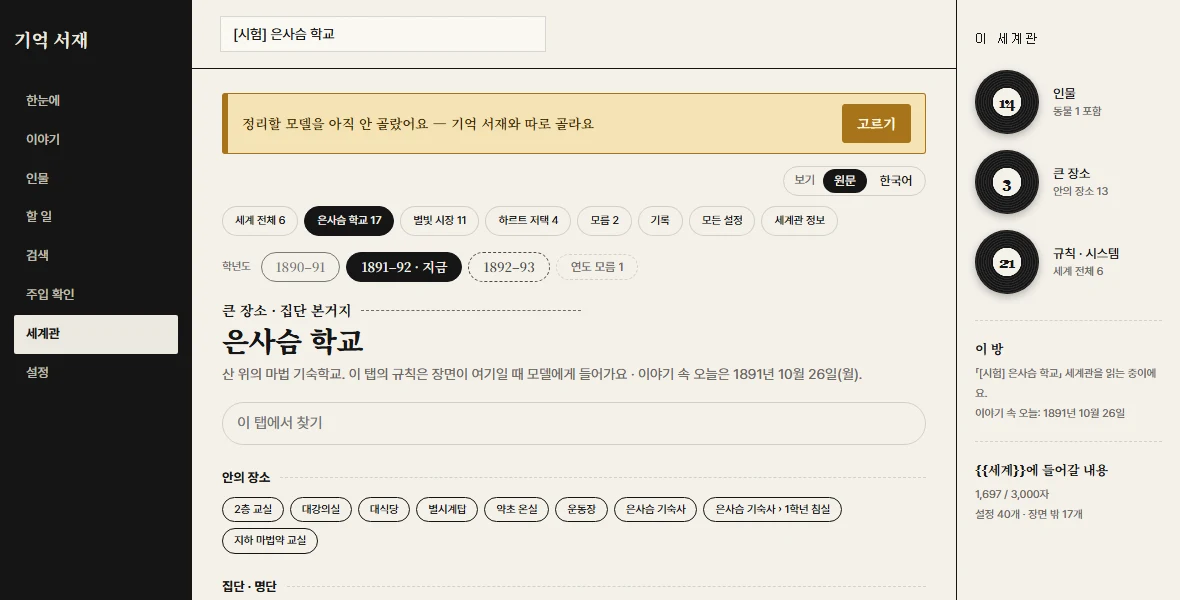 기억 서재
한눈에
이야기
인물
할 일
검색
주입 확인
세계관
설정
[시험] 은사슴 학교
정리할 모델을 아직 안 골랐어요 — 기억 서재와 따로 골라요
고르기
보기 원문 한국어
세계 전체 6 은사슴 학교 17 별빛 시장 11 하르트 저택 4 모름 2 기록 모든 설정 세계관 정보
학년도 1890–91 1891–92 · 지금 1892–93 연도 모름 1
큰 장소 · 집단 본거지
은사슴 학교
산 위의 마법 기숙학교. 이 탭의 규칙은 장면이 여기일 때 모델에게 들어가요 · 이야기 속 오늘은 1891년 10월 26일(월).
이 탭에서 찾기
안의 장소
2층 교실 대강의실 대식당 별시계탑 약초 온실 운동장 은사슴 기숙사 은사슴 기숙사 › 1학년 침실
지하 마법약 교실
집단 · 명단
이 세계관
14
인물
동물 1 포함
3
큰 장소
안의 장소 13
21
규칙 · 시스템
세계 전체 6
이 방
「[시험] 은사슴 학교」 세계관을 읽는 중이에
요.
이야기 속 오늘: 1891년 10월 26일
{{세계}}에 들어갈 내용
1,697 / 3,000자
설정 40개 · 장면 밖 17개